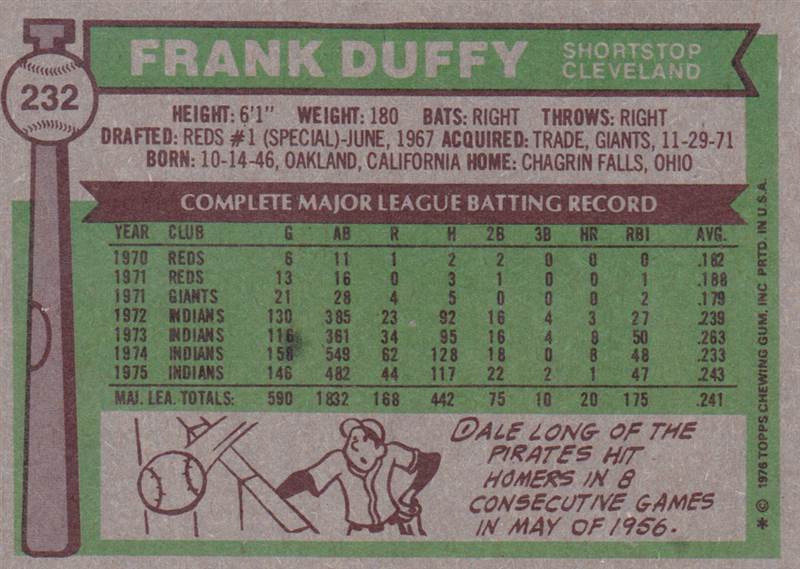 FRANK DUFFY SHORTSTOP
CLEVELAND
232
HEIGHT: 6'1" WEIGHT: 180 BATS: RIGHT THROWS: RIGHT
DRAFTED: REDS #1 (SPECIAL)-JUNE, 1967 ACQUIRED: TRADE, GIANTS, 11-29-71
BORN: 10-14-46, OAKLAND, CALIFORNIA HOME: CHAGRIN FALLS, OHIO
COMPLETE MAJOR LEAGUE BATTING RECORD
YEAR CLUB G AB R H 2B 3B HR RBI AVG.
1970 REDS 6 11 1 2 2 0 0 0 .182
1971 REDS 13 16 0 3 1 0 0 1 .188
1971 GIANTS 21 28 4 5 0 0 0 2 .179
1972 INDIANS 130 385 23 92 16 4 3 27 .239
1973 INDIANS 116 361 34 95 16 4 8 50 .263
1974 INDIANS 158 549 62 128 18 0 8 48 .233
1975 INDIANS 146 482 44 117 22 2 1 47 .243
MAJ. LEA. TOTALS: 590 1832 168 442 75 10 20 175 .241
DALE LONG OF THE
PIRATES HIT
HOMERS IN 8
CONSECUTIVE GAMES
IN MAY OF 1956.
* © 1976 TOPPS CHEWING GUM, INC PRTD. IN U.S.A.